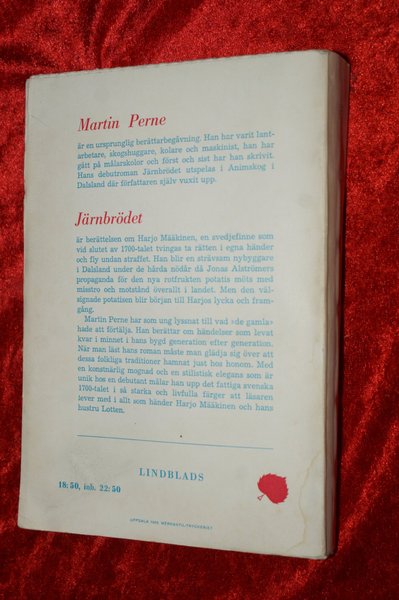 Martin Perne
är en ursprunglig berättarbegåvning. Han har varit lant-
arbetare, skogshuggare, kolare och maskinist, han har
gått på målarskolor och först och sist har han skrivit.
Hans debutroman Järnbrödet utspelas i Animskog i
Dalsland där författaren själv vuxit upp.
Järnbrödet
är berättelsen om Harjo Määkinen, en svedjefinne som
vid slutet av 1700-talet tvingas ta rätten i egna händer
och fly undan straffet. Han blir en strävsam nybyggare
i Dalsland under de hårda nödår då Jonas Alströmers
propaganda för den nya rotfrukten potatis möts med
misstro och motstånd överallt i landet. Men den väl-
signade potatisen blir början till Harjos lycka och fram-
gång.
Martin Perne har som ung lyssnat till vad »de gamla»
hade att förtälja. Han berättar om händelser som levat
kvar i minnet i hans bygd generation efter generation.
När man läst hans roman måste man glädja sig över att
dessa folkliga traditioner hamnat just hos honom. Med
en konstnärlig mognad och en stilistisk elegans som är
unik hos en debutant målar han upp det fattiga svenska
1700-talet i så starka och livfulla färger att läsaren
lever med i allt som händer Harjo Määkinen och hans
hustru Lotten.
LINDBLADS
18:50, inb. 22:50
UPPSALA MERCANTIL-TRYCKERIET